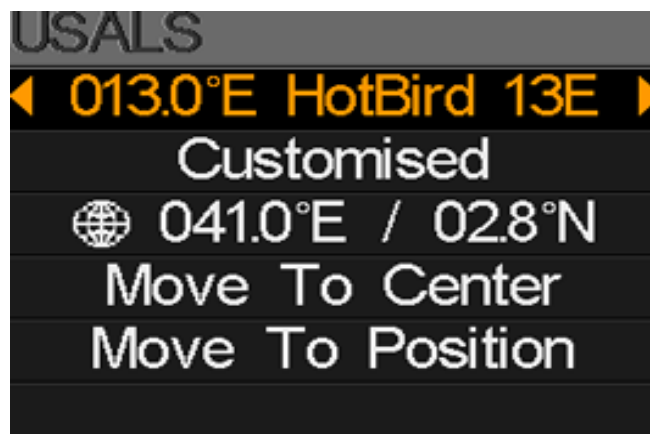 USALS
013.0°E HotBird 13E
Customised
041.0°E / 02.8°N
Move To Center
Move To Position